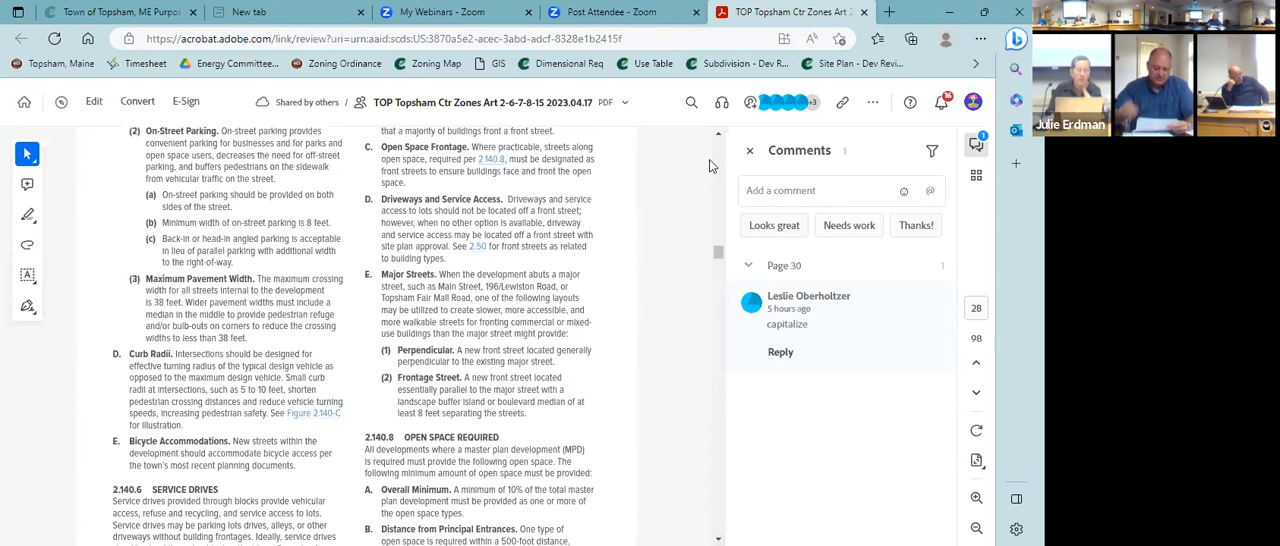 Town of Topsham, ME Purpo
New tab
My Webinars - Zoom
Post Attendee - Zoom
TOP Topsham Ctr Zones Art 2
https://acrobat.adobe.com/link/review?uri=urn:aaid:scds:US:3870a5e2-acec-3abd-adcf-8328e1b2415f
Topsham, Maine
Timesheet
Energy Committee...
Zoning Ordinance
Zoning Map
GIS
Dimensional Req
Use Table
Subdivision - Dev R...
Site Plan - Dev Revi...
Edit
Convert
E-Sign
Shared by others
TOP Topsham Ctr Zones Art 2-6-7-8-15 2023.04.17
PDF
+3
16
(2) On-Street Parking. On-street parking provides
convenient parking for businesses and for parks and
open space users, decreases the need for off-street
parking, and buffers pedestrians on the sidewalk
from vehicular traffic on the street.
(a) On-street parking should be provided on both
sides of the street.
(b) Minimum width of on-street parking is 8 feet.
(c) Back-in or head-in angled parking is acceptable
in lieu of parallel parking with additional width
to the right-of-way.
(3) Maximum Pavement Width. The maximum crossing
width for all streets internal to the development
is 38 feet. Wider pavement widths must include a
median in the middle to provide pedestrian refuge
and/or bulb-outs on corners to reduce the crossing
widths to less than 38 feet.
D. Curb Radii. Intersections should be designed for
effective turning radius of the typical design vehicle as
opposed to the maximum design vehicle. Small curb
radii at intersections, such as 5 to 10 feet, shorten
pedestrian crossing distances and reduce vehicle turning
speeds, increasing pedestrian safety. See Figure 2.140-C
for illustration.
E. Bicycle Accommodations. New streets within the
development should accommodate bicycle access per
the town's most recent planning documents.
2.140.6 SERVICE DRIVES
Service drives provided through blocks provide vehicular
access, refuse and recycling, and service access to lots.
Service drives may be parking lots drives, alleys, or other
driveways without building frontages. Ideally, service drives
that a majority of buildings front a front street.
C. Open Space Frontage. Where practicable, streets along
open space, required per 2.140.8, must be designated as
front streets to ensure buildings face and front the open
space.
D. Driveways and Service Access. Driveways and service
access to lots should not be located off a front street;
however, when no other option is available, driveway
and service access may be located off a front street with
site plan approval. See 2.50 for front streets as related
to building types.
E. Major Streets. When the development abuts a major
street, such as Main Street, 196/Lewiston Road, or
Topsham Fair Mall Road, one of the following layouts
may be utilized to create slower, more accessible, and
more walkable streets for fronting commercial or mixed-
use buildings than the major street might provide:
(1) Perpendicular. A new front street located generally
perpendicular to the existing major street.
(2) Frontage Street. A new front street located
essentially parallel to the major street with a
landscape buffer island or boulevard median of at
least 8 feet separating the streets.
2.140.8 OPEN SPACE REQUIRED
All developments where a master plan development (MPD)
is required must provide the following open space. The
following minimum amount of open space must be provided:
A. Overall Minimum. A minimum of 10% of the total master
plan development must be provided as one or more of
the open space types.
B. Distance from Principal Entrances. One type of
open space is required within a 500-foot distance,
Comments 1
Add a comment
Looks great
Needs work
Thanks!
Page 30
1
Leslie Oberholtzer
5 hours ago
capitalize
Reply
1
28
98
Julie Erdman